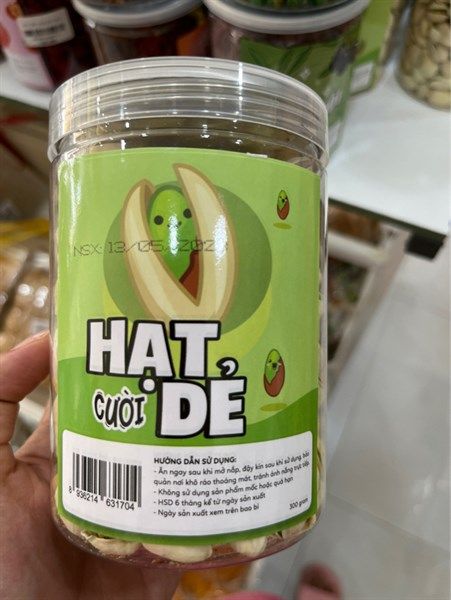 NSX: 13/05
HẠT
CƯỜI DẺ
HƯỚNG DẪN SỬ DỤNG:
- Ăn ngay sau khi mở nắp, đậy kín sau khi sử dụng, bảo
quản nơi khô ráo thoáng mát, tránh ánh nắng trực tiếp
- Không sử dụng sản phẩm mốc hoặc quá hạn
- HSD 6 tháng kể từ ngày sản xuất
- Ngày sản xuất xem trên bao bì
300 gram
8 936214 631704